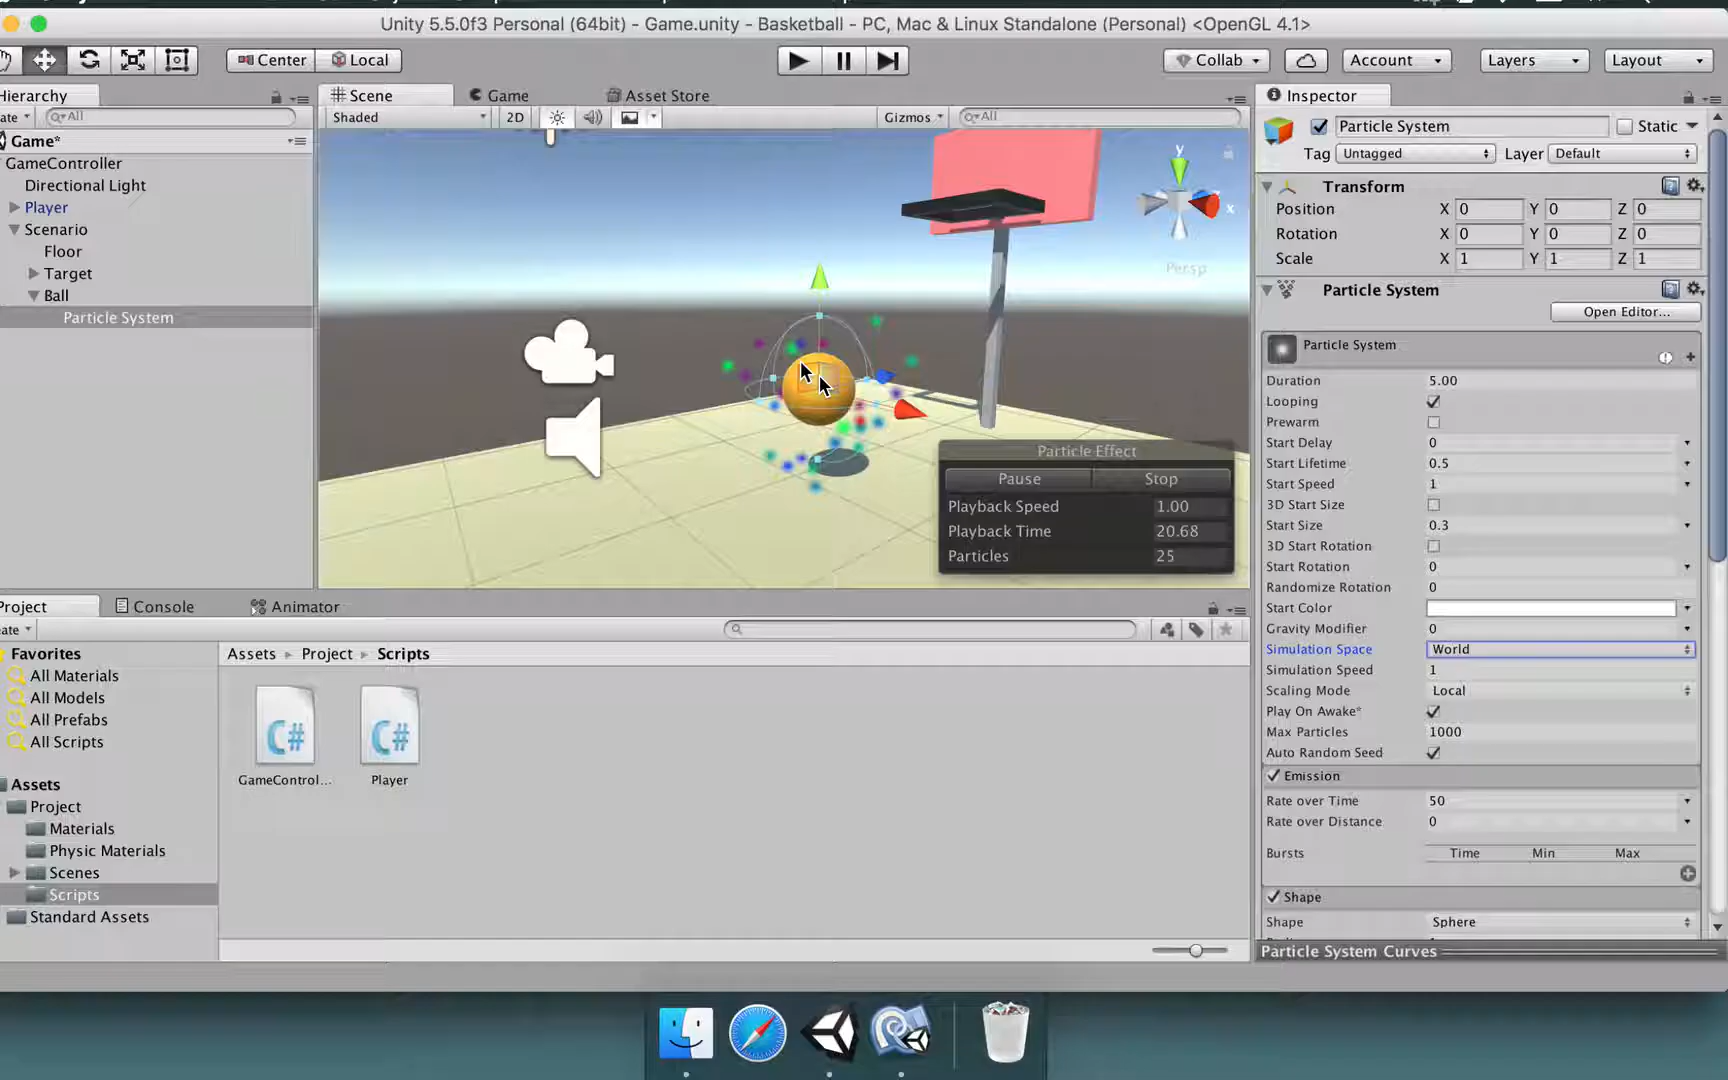 Unity 5.5.0f3 Personal (64bit) - Game.unity - Basketball - PC, Mac & Linux Standalone (Personal) <OpenGL 4.1>
Center Local Collab Account Layers Layout
Hierarchy
ate All
Game*
GameController
Directional Light
Player
Scenario
Floor
Target
Ball
Particle System
Scene Game Asset Store
Shaded 2D Gizmos All
y
x
Persp
Particle Effect
Pause Stop
Playback Speed 1.00
Playback Time 20.68
Particles 25
Inspector
Particle System Static
Tag Untagged Layer Default
Transform
Position X 0 Y 0 Z 0
Rotation X 0 Y 0 Z 0
Scale X 1 Y 1 Z 1
Particle System
Open Editor...
Particle System
Duration 5.00
Looping
Prewarm
Start Delay 0
Start Lifetime 0.5
Start Speed 1
3D Start Size
Start Size 0.3
3D Start Rotation
Start Rotation 0
Randomize Rotation 0
Start Color
Gravity Modifier 0
Simulation Space World
Simulation Speed 1
Scaling Mode Local
Play On Awake*
Max Particles 1000
Auto Random Seed
Emission
Rate over Time 50
Rate over Distance 0
Bursts Time Min Max
Shape
Shape Sphere
Particle System Curves
Project Console Animator
ate
Favorites
All Materials
All Models
All Prefabs
All Scripts
Assets
Project
Materials
Physic Materials
Scenes
Scripts
Standard Assets
Assets Project Scripts
C# C#
GameControl... Player